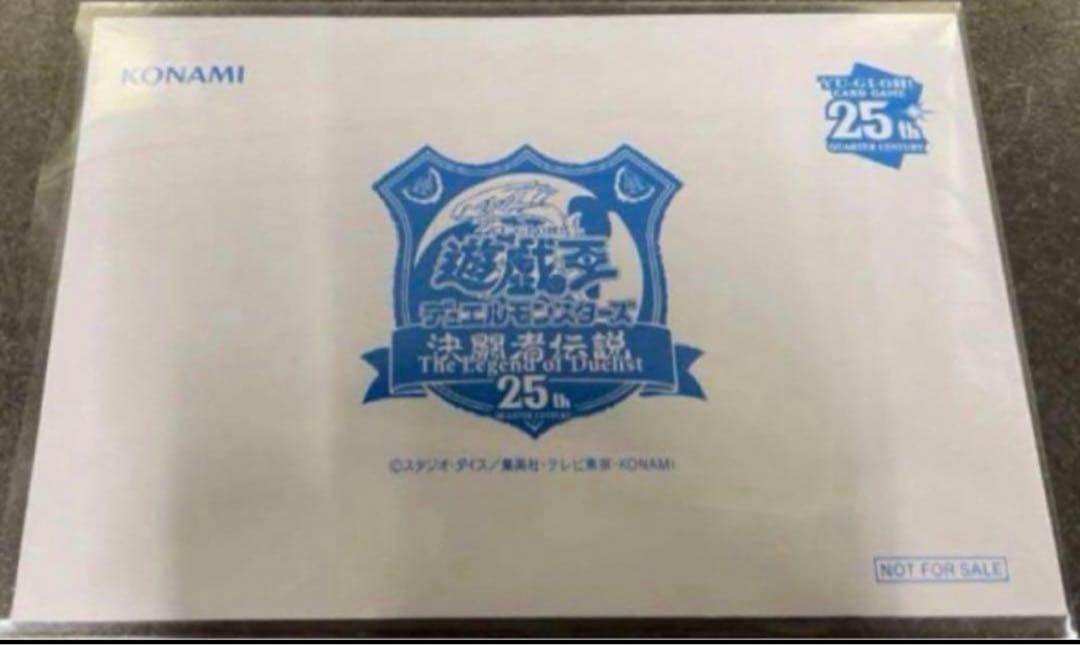 KONAMI
YU-GI-OH!
CARD GAME
25th
QUARTER CENTURY
遊戯王
デュエルモンスターズ
決闘者伝説
The Legend of Duelist
25th
QUARTER CENTURY
©スタジオ・ダイス/集英社・テレビ東京・KONAMI
NOT FOR SALE